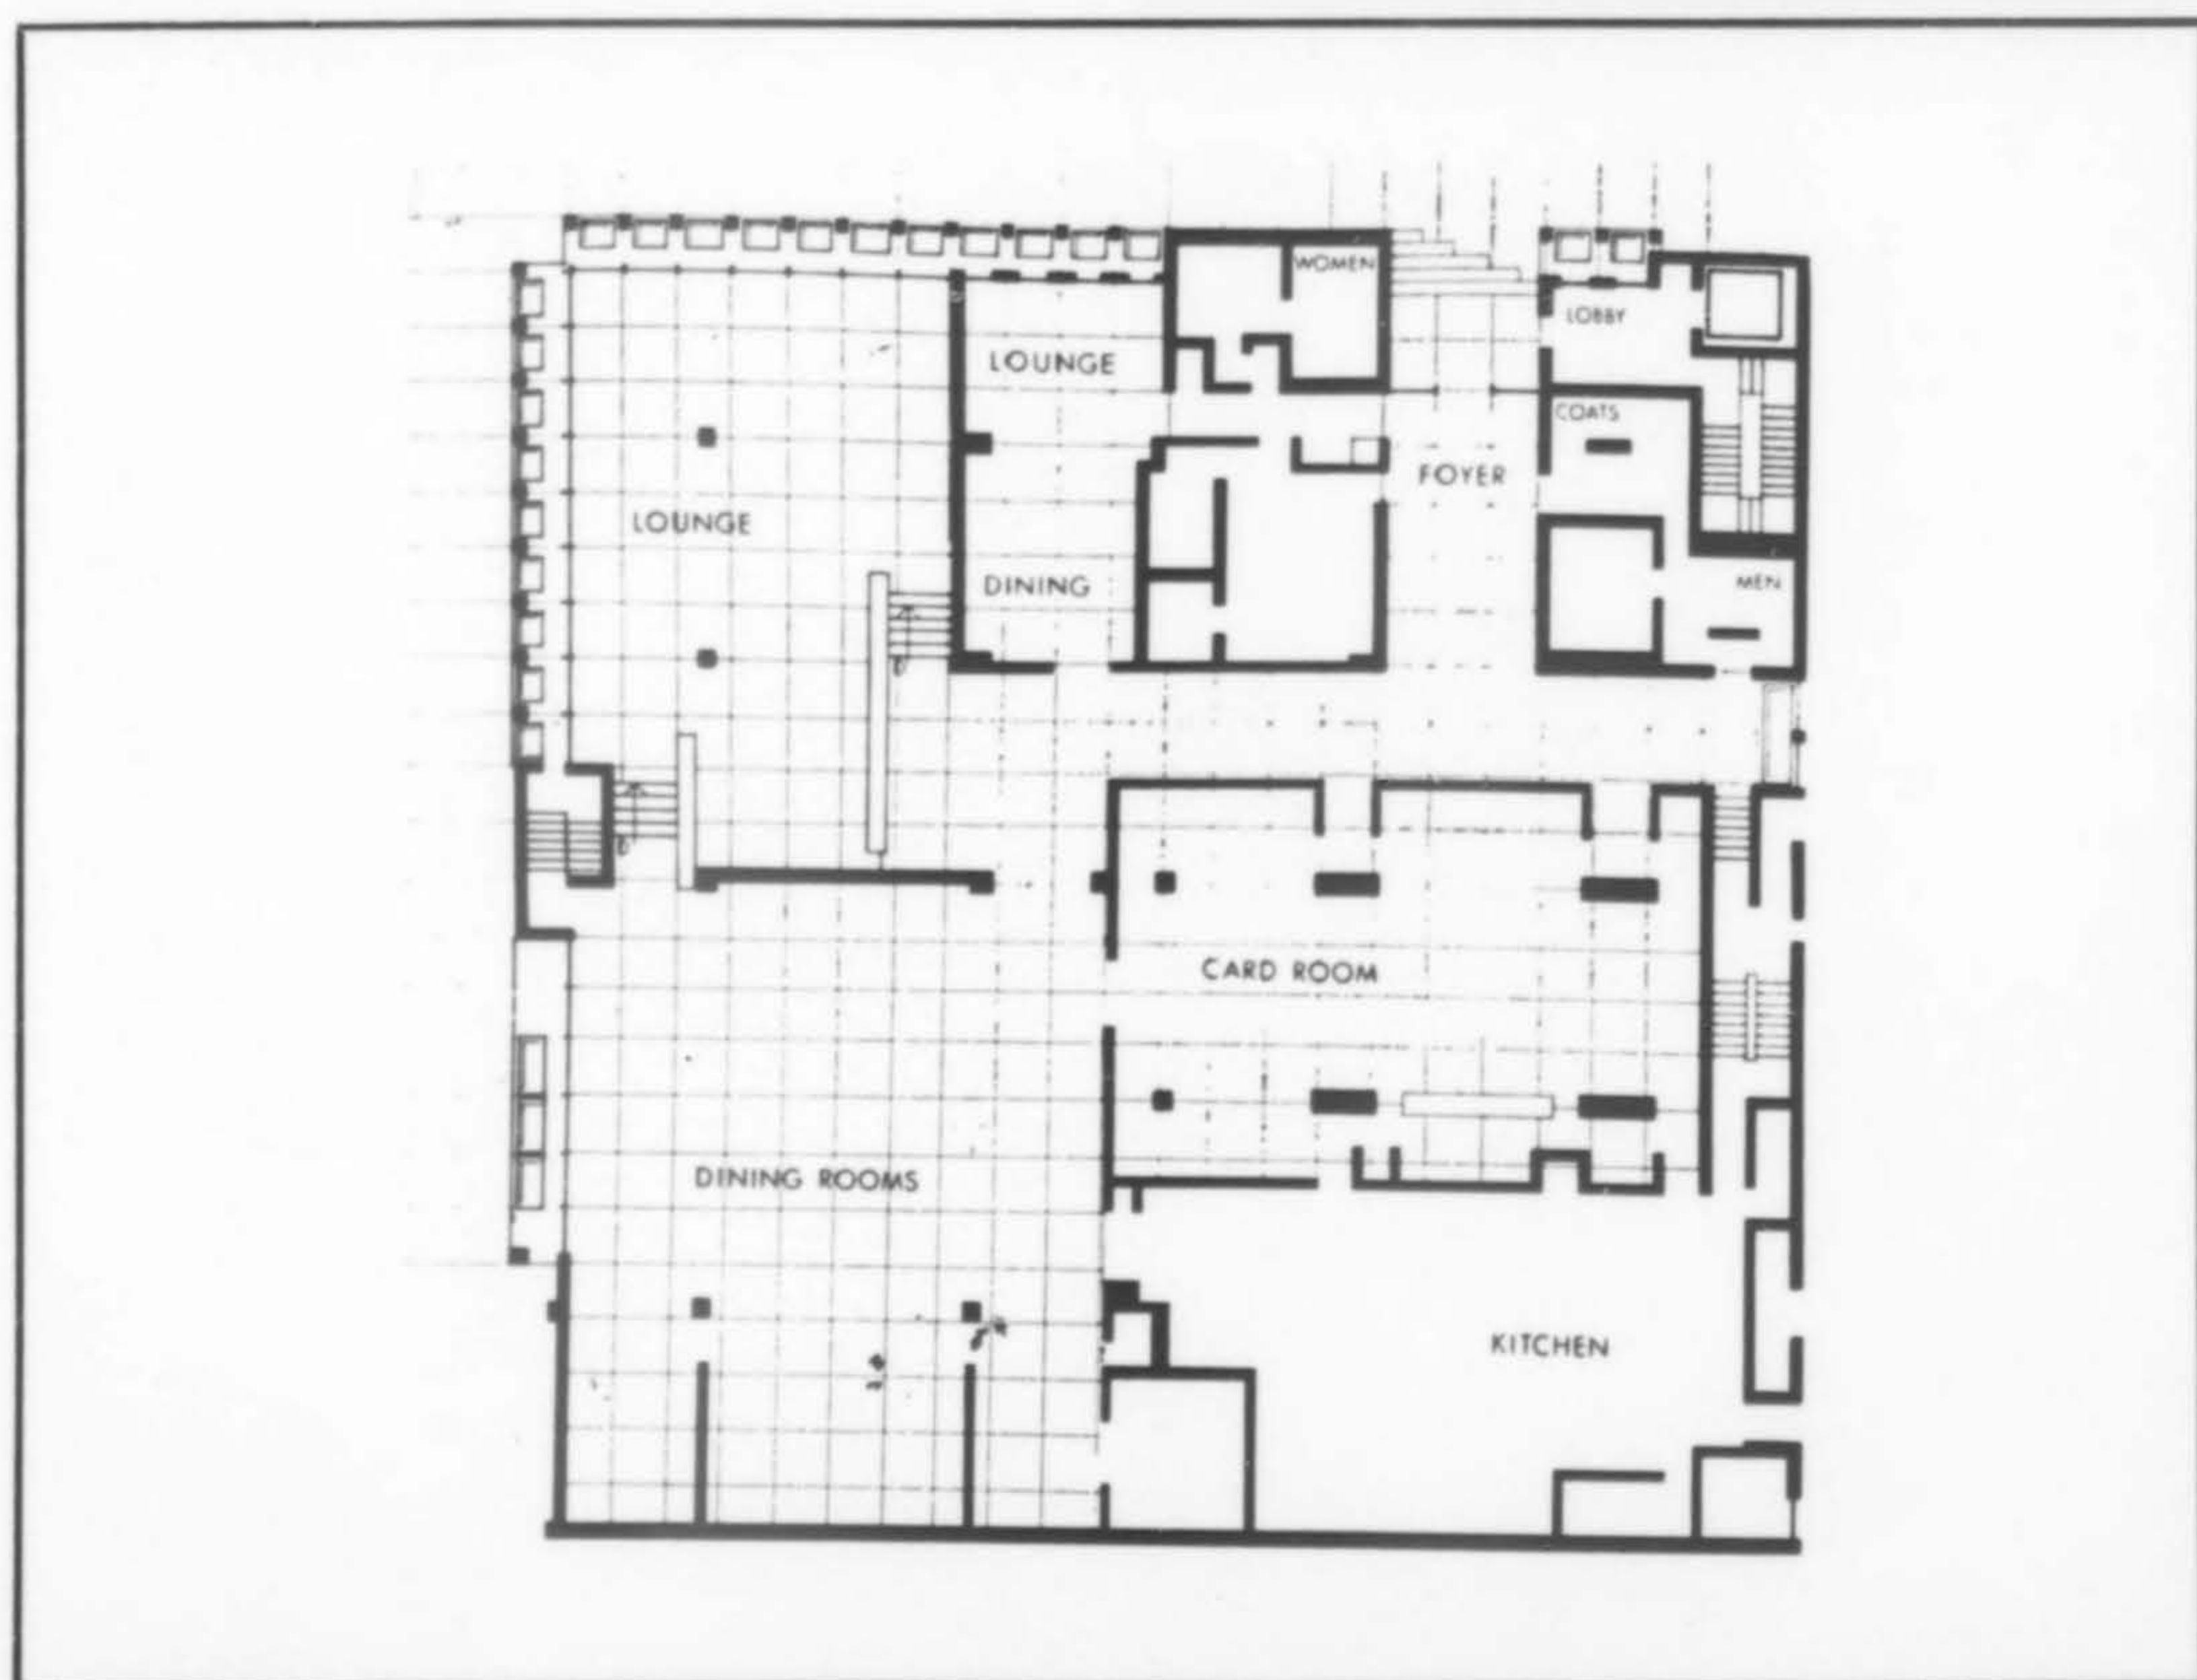 WOMEN
LOBBY
LOUNGE
COATS
FOYER
LOUNGE
DINING
MEN
CARD ROOM
DINING ROOMS
KITCHEN